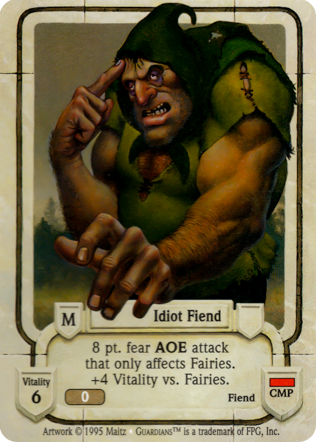 M Idiot Fiend
8 pt. fear AOE attack
that only affects Fairies.
+4 Vitality vs. Fairies.
Vitality
6
0
Fiend
CMP
Artwork © 1995 Maitz • GUARDIANS™ is a trademark of FPG, Inc.